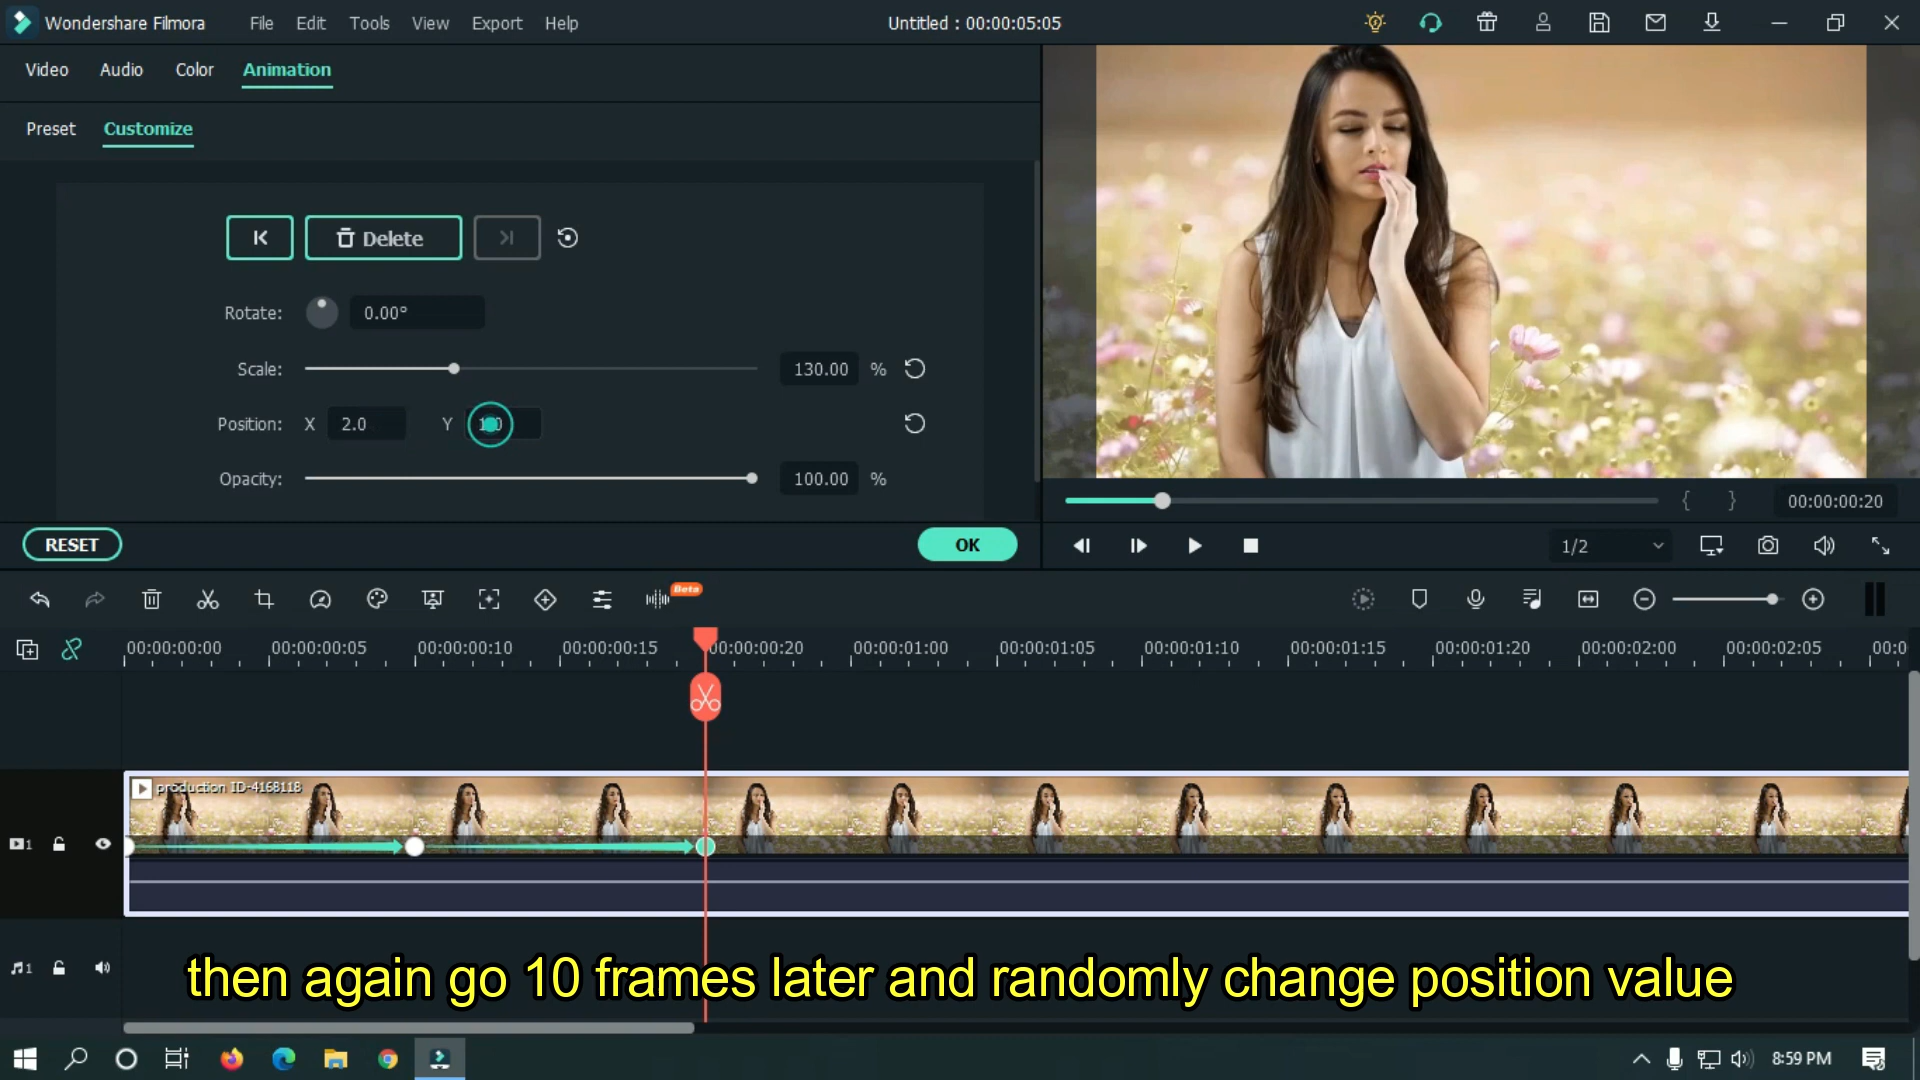 Wondershare Filmora File Edit Tools View Export Help Untitled : 00:00:05:05
Video Audio Color Animation
Preset Customize
Delete
Rotate: 0.00°
Scale: 130.00 %
Position: X 2.0 Y
Opacity: 100.00 %
RESET OK
{ } 00:00:00:20
1/2
Beta
00:00:00:00 00:00:00:05 00:00:00:10 00:00:00:15 00:00:00:20 00:00:01:00 00:00:01:05 00:00:01:10 00:00:01:15 00:00:01:20 00:00:02:00 00:00:02:05 00:0
production ID-4168118
1
1
then again go 10 frames later and randomly change position value
8:59 PM